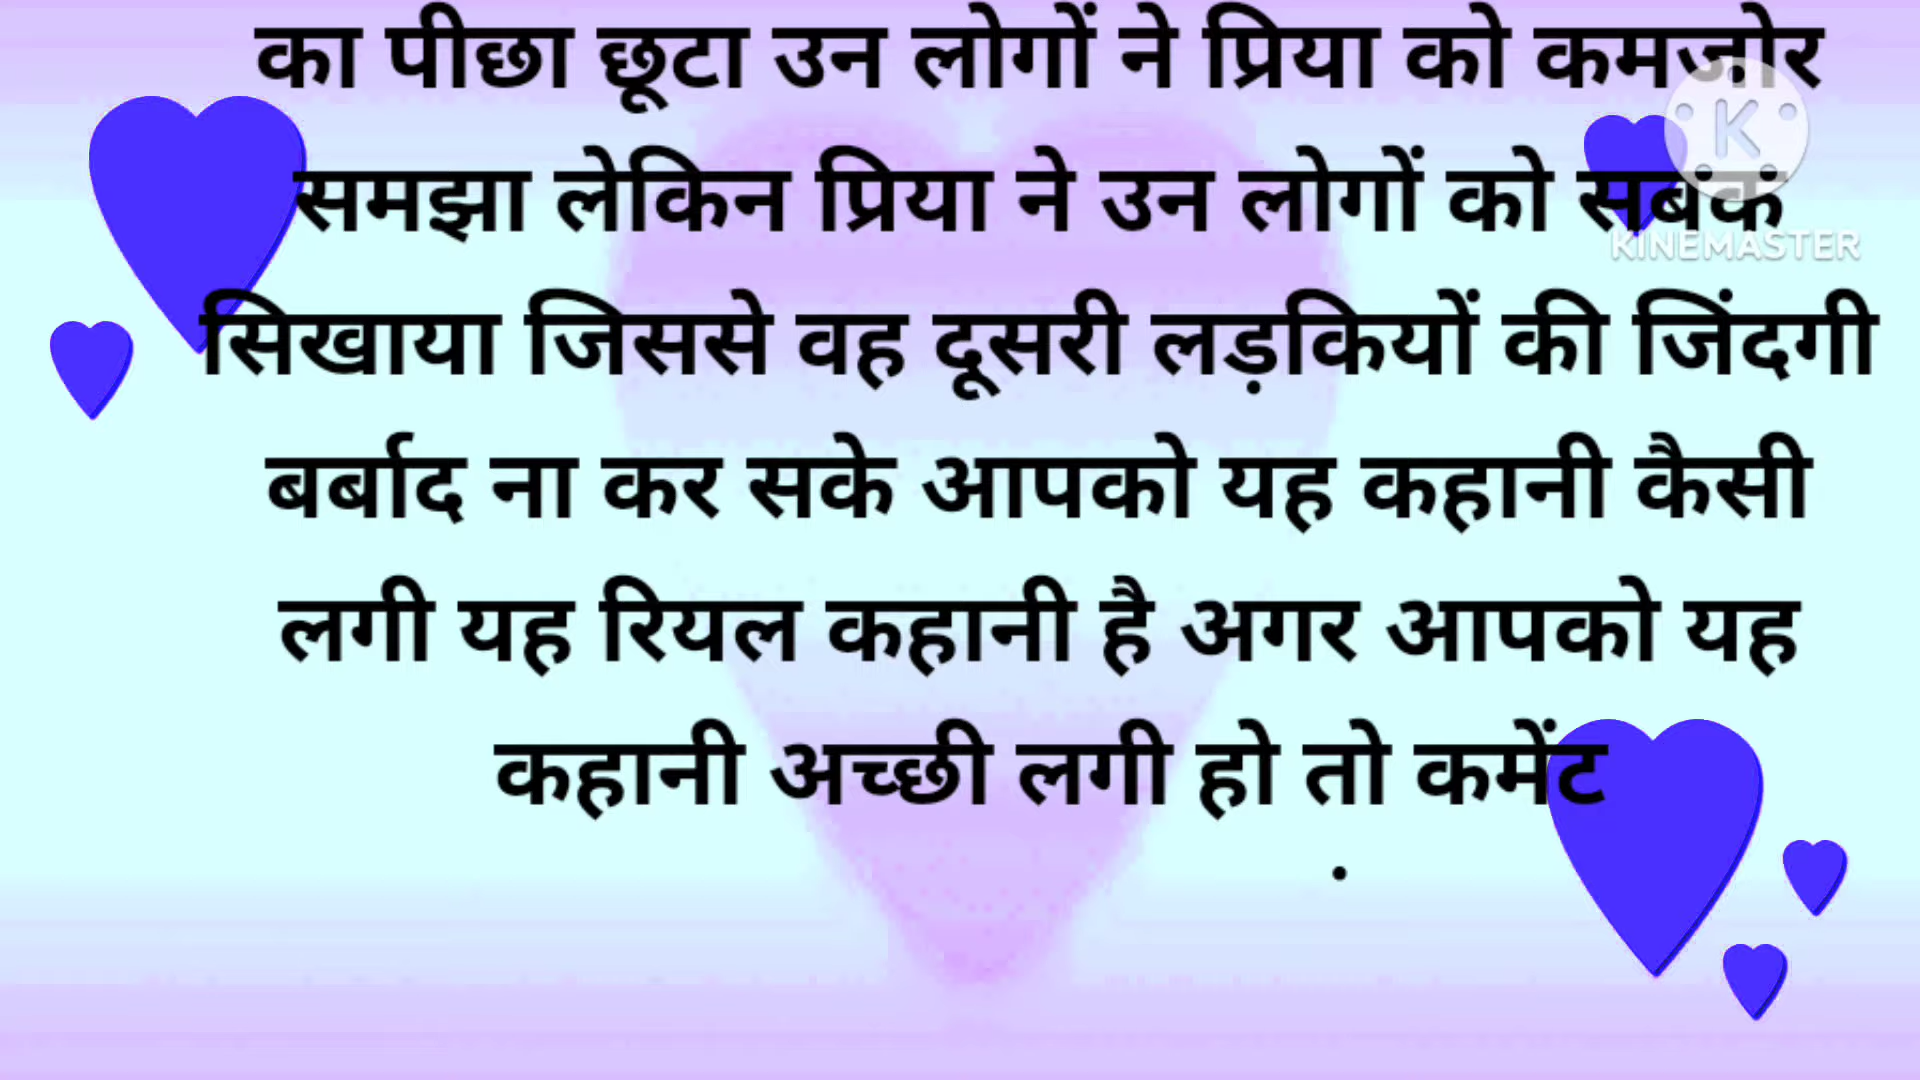 का पीछा छूटा उन लोगों ने प्रिया को कमजोर
समझा लेकिन प्रिया ने उन लोगों को सबक
सिखाया जिससे वह दूसरी लड़कियों की जिंदगी
बर्बाद ना कर सके आपको यह कहानी कैसी
लगी यह रियल कहानी है अगर आपको यह
कहानी अच्छी लगी हो तो कमेंट
K
KINEMASTER